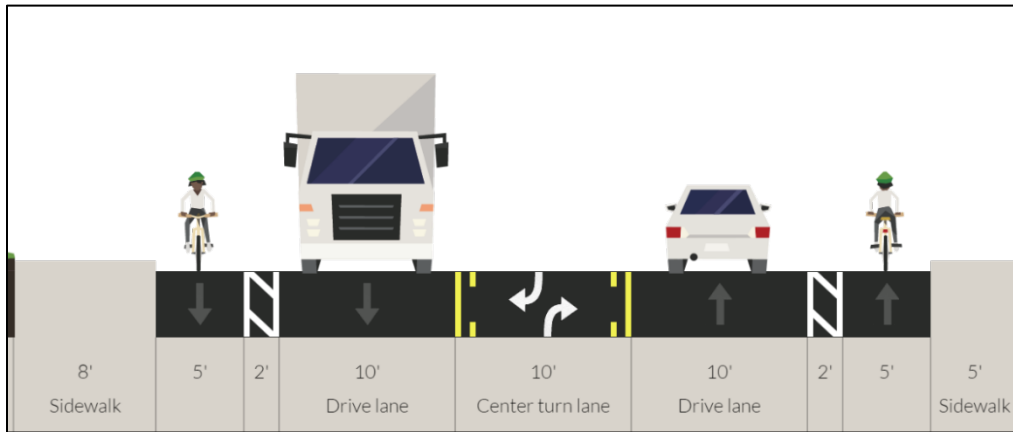 8' 5' 2' 10' 10' 10' 2' 5' 5'
Sidewalk Drive lane Center turn lane Drive lane Sidewalk